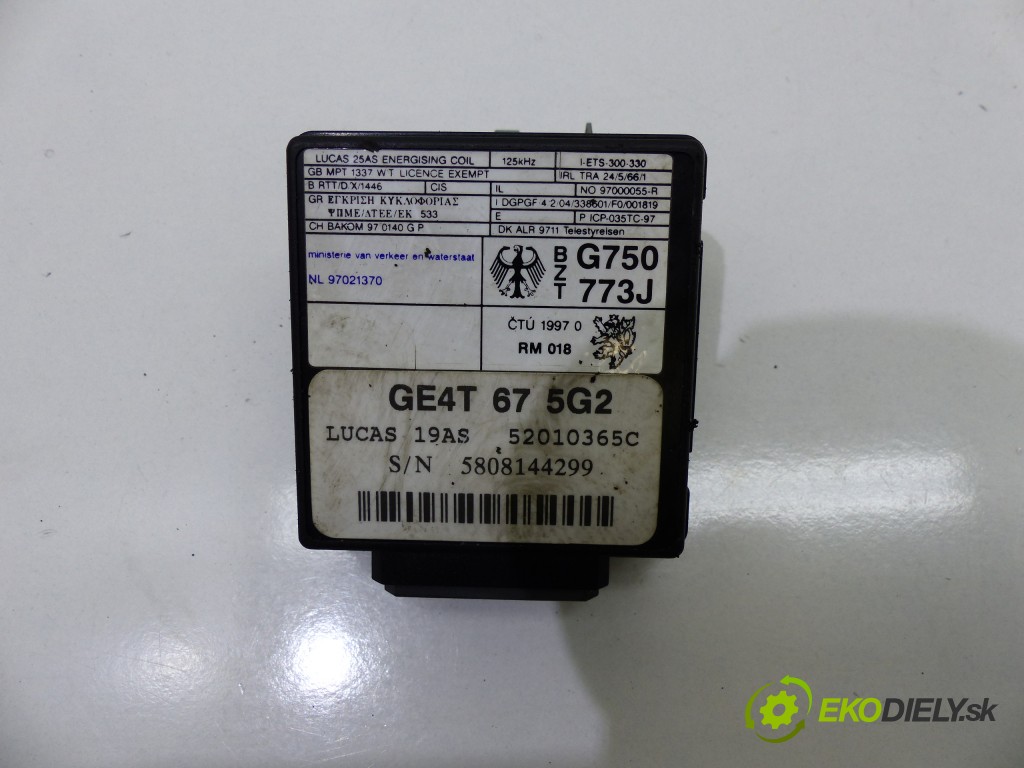 LUCAS 25AS ENERGISING COIL 125kHz I-ETS-300-330
GB MPT 1337 W T LICENCE EXEMPT IRL TRA 24/5/66/1
B RTT/D/X/1446 CIS IL NO 97000055-R
GR ΕΓΚΡΙΣΗ ΚΥΚΛΟΦΟΡΙΑΣ I DGPGF 4 2/04/338601/F0/001819
ΨΠΜΕ/ΔΤΕΕ/ΕΚ 533 E P ICP-035TC-97
CH BAKOM 97 0140 G P DK ALR 9711 Telestyrelsen
ministerie van verkeer en waterstaat
NL 97021370
BZT G750
773J
ČTÚ 1997 0
RM 018
GE4T 67 5G2
LUCAS 19AS 52010365C
S/N 5808144299
EKODIELY.sk